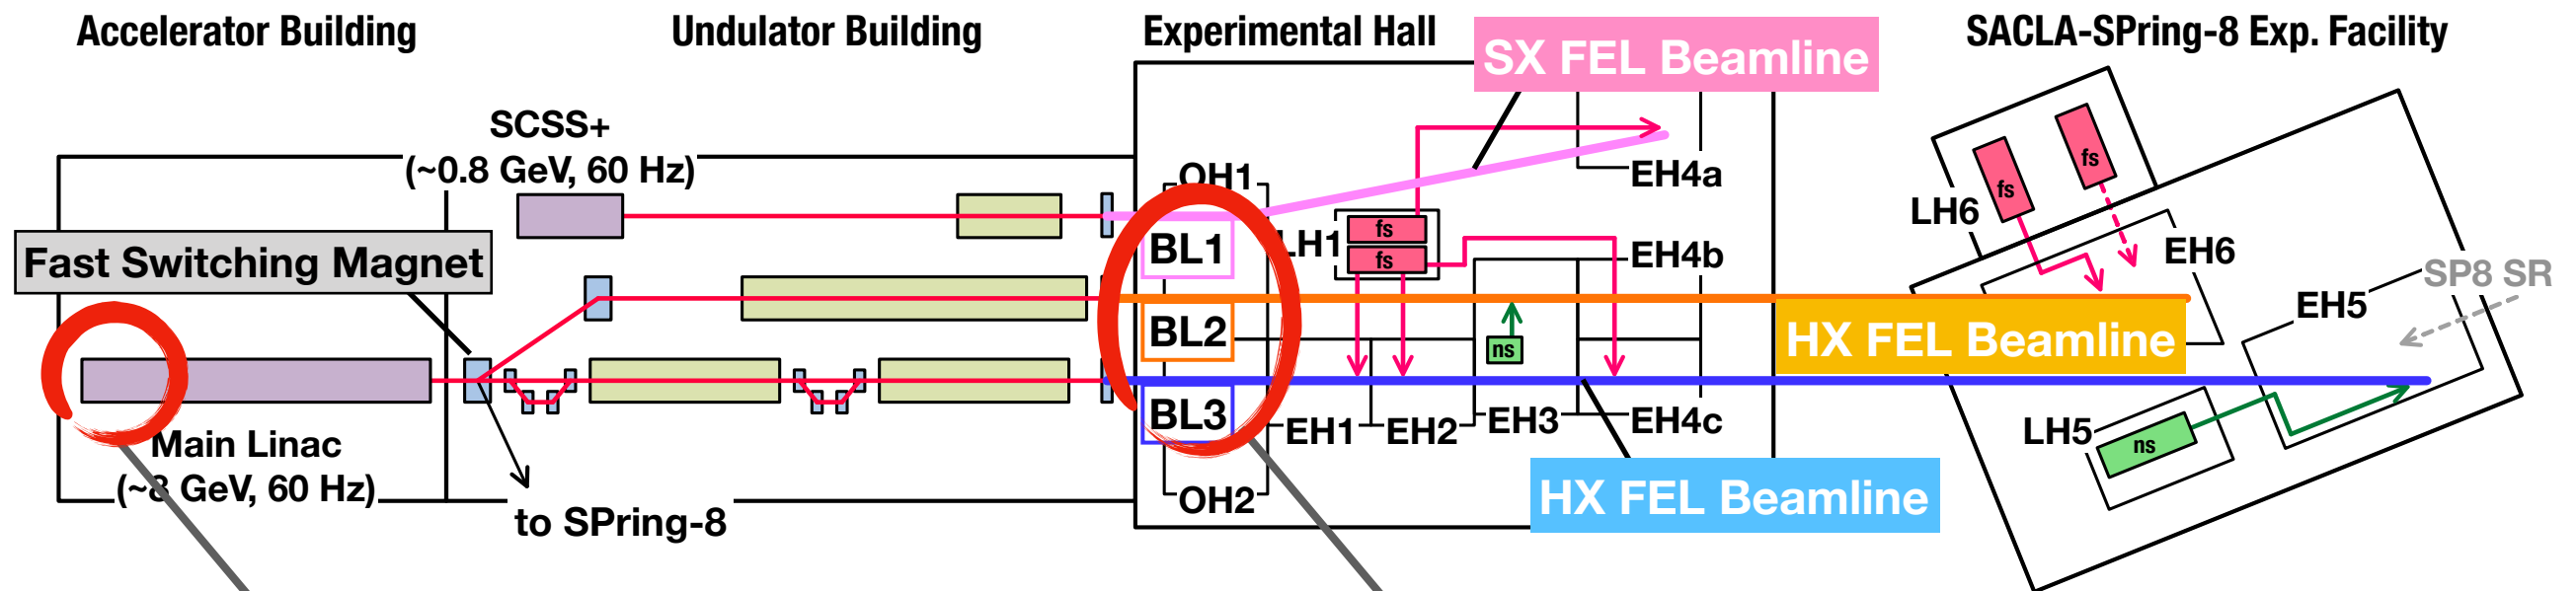 Accelerator Building
Undulator Building
Experimental Hall
SACLA-SPring-8 Exp. Facility
SX FEL Beamline
SCSS+
(~0.8 GeV, 60 Hz)
OH1
EH4a
fs
fs
LH6
Fast Switching Magnet
BL1
LH1
fs
fs
EH4b
EH6
SP8 SR
EH5
BL2
ns
HX FEL Beamline
BL3
EH1
EH2
EH3
EH4c
LH5
ns
Main Linac
(~8 GeV, 60 Hz)
OH2
HX FEL Beamline
to SPring-8